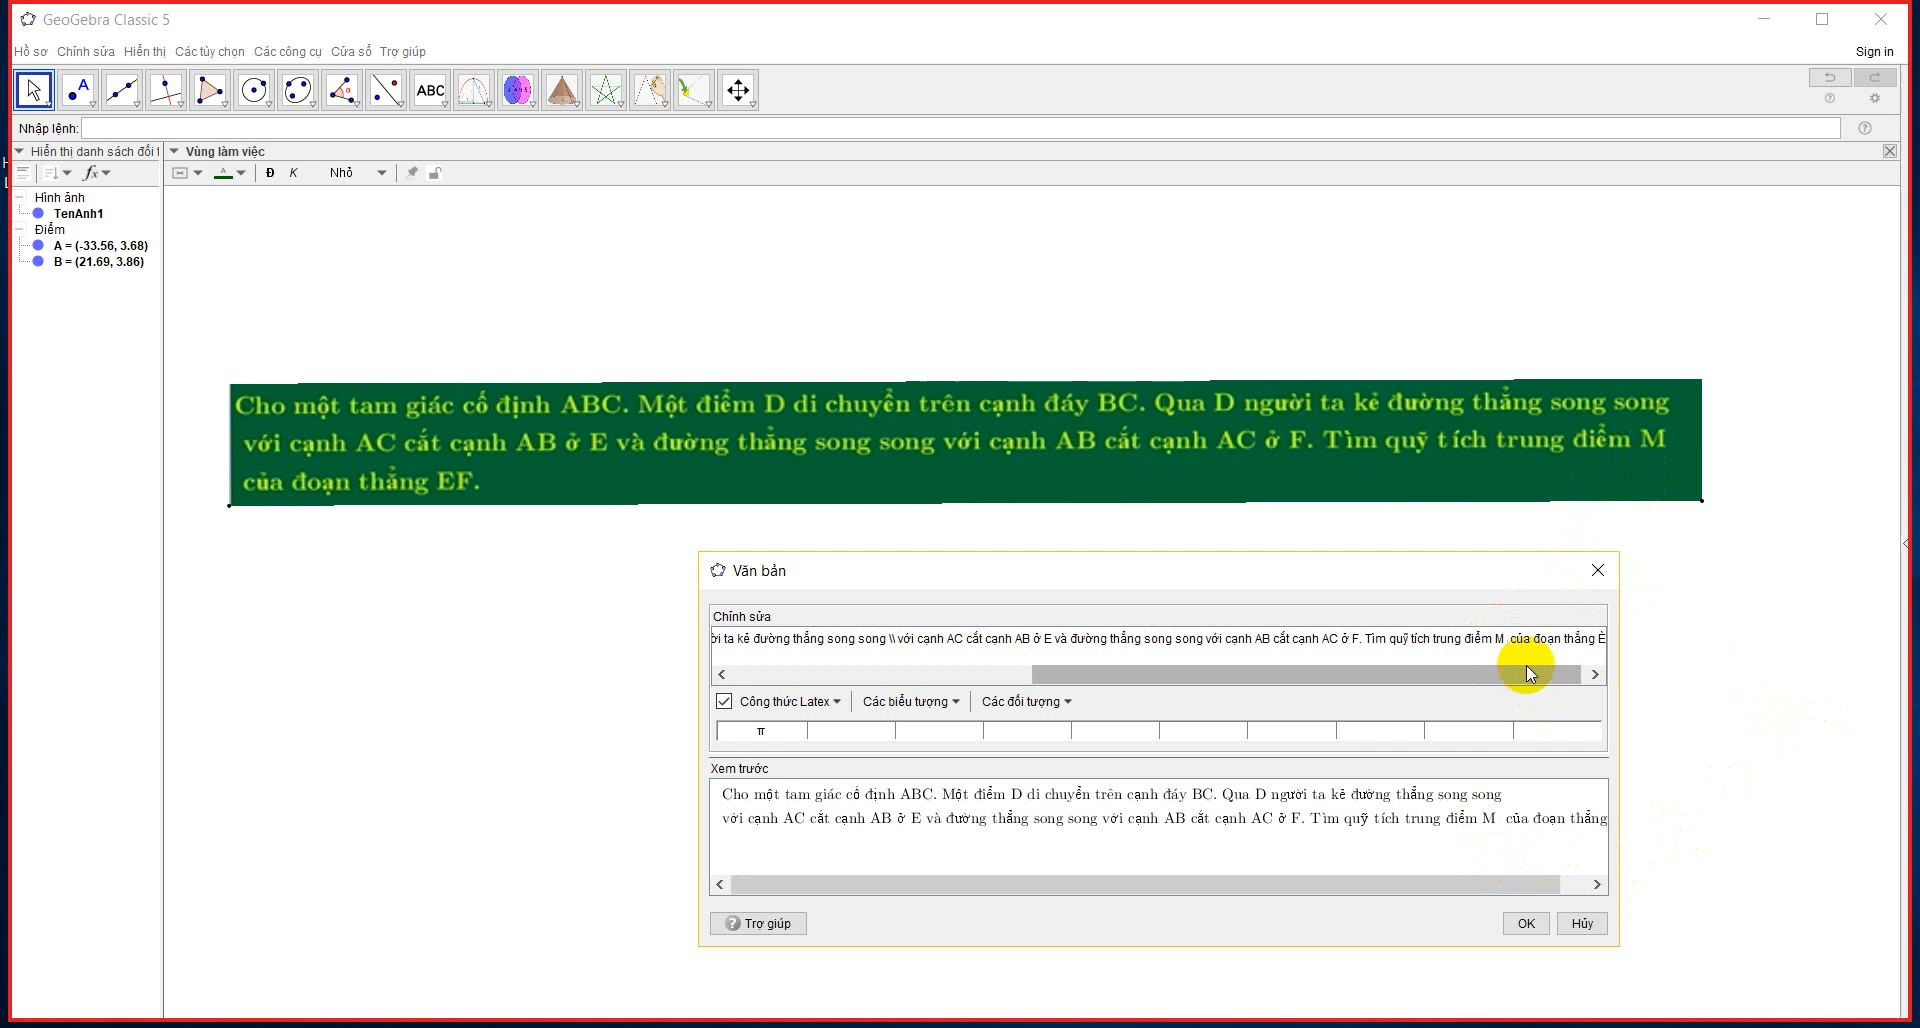 GeoGebra Classic 5
Hồ sơ Chỉnh sửa Hiển thị Các tùy chọn Các công cụ Cửa sổ Trợ giúp
Sign in
A ABC
Nhập lệnh:
Hiển thị danh sách đối t
Vùng làm việc
fx
A Đ K Nhỏ
Hình ảnh
TenAnh1
Điểm
A = (-33.56, 3.68)
B = (21.69, 3.86)
Cho một tam giác cố định ABC. Một điểm D di chuyển trên cạnh đáy BC. Qua D người ta kẻ đường thẳng song song
với cạnh AC cắt cạnh AB ở E và đường thẳng song song với cạnh AB cắt cạnh AC ở F. Tìm quỹ tích trung điểm M
của đoạn thẳng EF.
Văn bản
Chỉnh sửa
ời ta kẻ đường thẳng song song \\ với cạnh AC cắt cạnh AB ở E và đường thẳng song song với cạnh AB cắt cạnh AC ở F. Tìm quỹ tích trung điểm M của đoạn thẳng È
Công thức Latex Các biểu tượng Các đối tượng
π
Xem trước
Cho một tam giác cố định ABC. Một điểm D di chuyển trên cạnh đáy BC. Qua D người ta kẻ đường thẳng song song
với cạnh AC cắt cạnh AB ở E và đường thẳng song song với cạnh AB cắt cạnh AC ở F. Tìm quỹ tích trung điểm M của đoạn thẳng
Trợ giúp
OK
Hủy